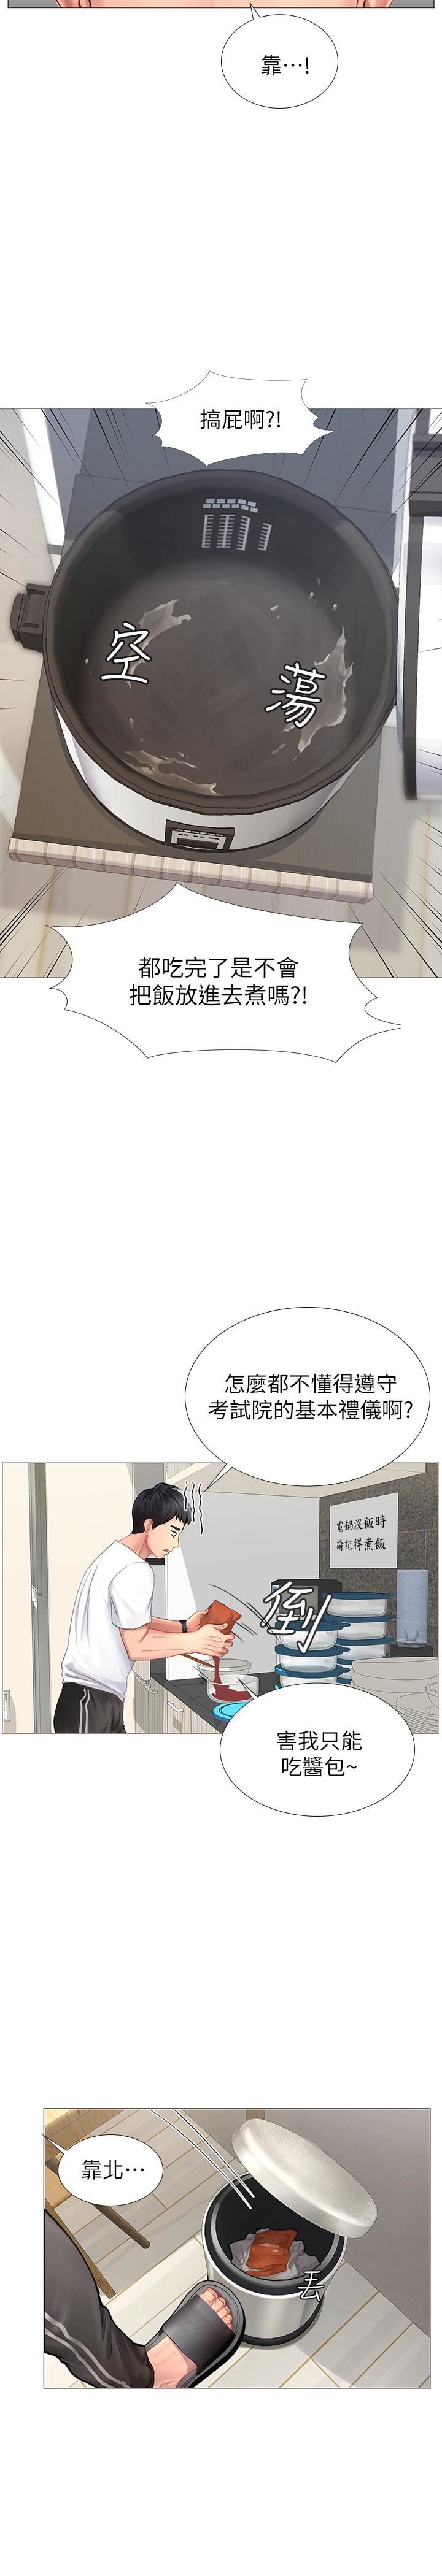 靠⋯!
搞屁啊?!
空
蕩
都吃完了是不會
把飯放進去煮嗎?!
怎麼都不懂得遵守
考試院的基本禮儀啊?
電鍋沒飯時
請記得煮飯
倒
害我只能
吃醬包~
靠北⋯
丟